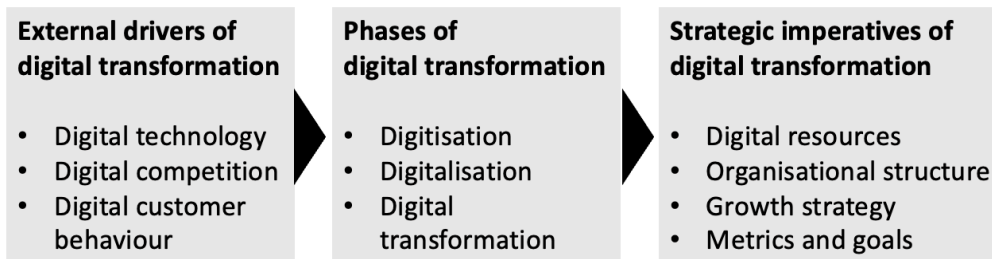 External drivers of
digital transformation
• Digital technology
• Digital competition
• Digital customer
behaviour
Phases of
digital transformation
• Digitisation
• Digitalisation
• Digital
transformation
Strategic imperatives of
digital transformation
• Digital resources
• Organisational structure
• Growth strategy
• Metrics and goals